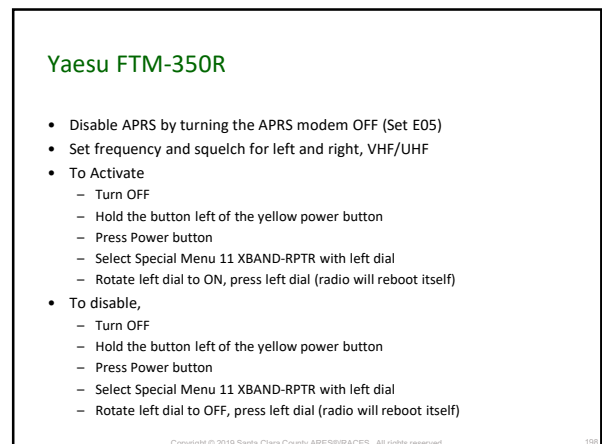 Yaesu FTM-350R
• Disable APRS by turning the APRS modem OFF (Set E05)
• Set frequency and squelch for left and right, VHF/UHF
• To Activate
– Turn OFF
– Hold the button left of the yellow power button
– Press Power button
– Select Special Menu 11 XBAND-RPTR with left dial
– Rotate left dial to ON, press left dial (radio will reboot itself)
• To disable,
– Turn OFF
– Hold the button left of the yellow power button
– Press Power button
– Select Special Menu 11 XBAND-RPTR with left dial
– Rotate left dial to OFF, press left dial (radio will reboot itself)
Copyright © 2019 Santa Clara County ARES®/RACES. All rights reserved. 198